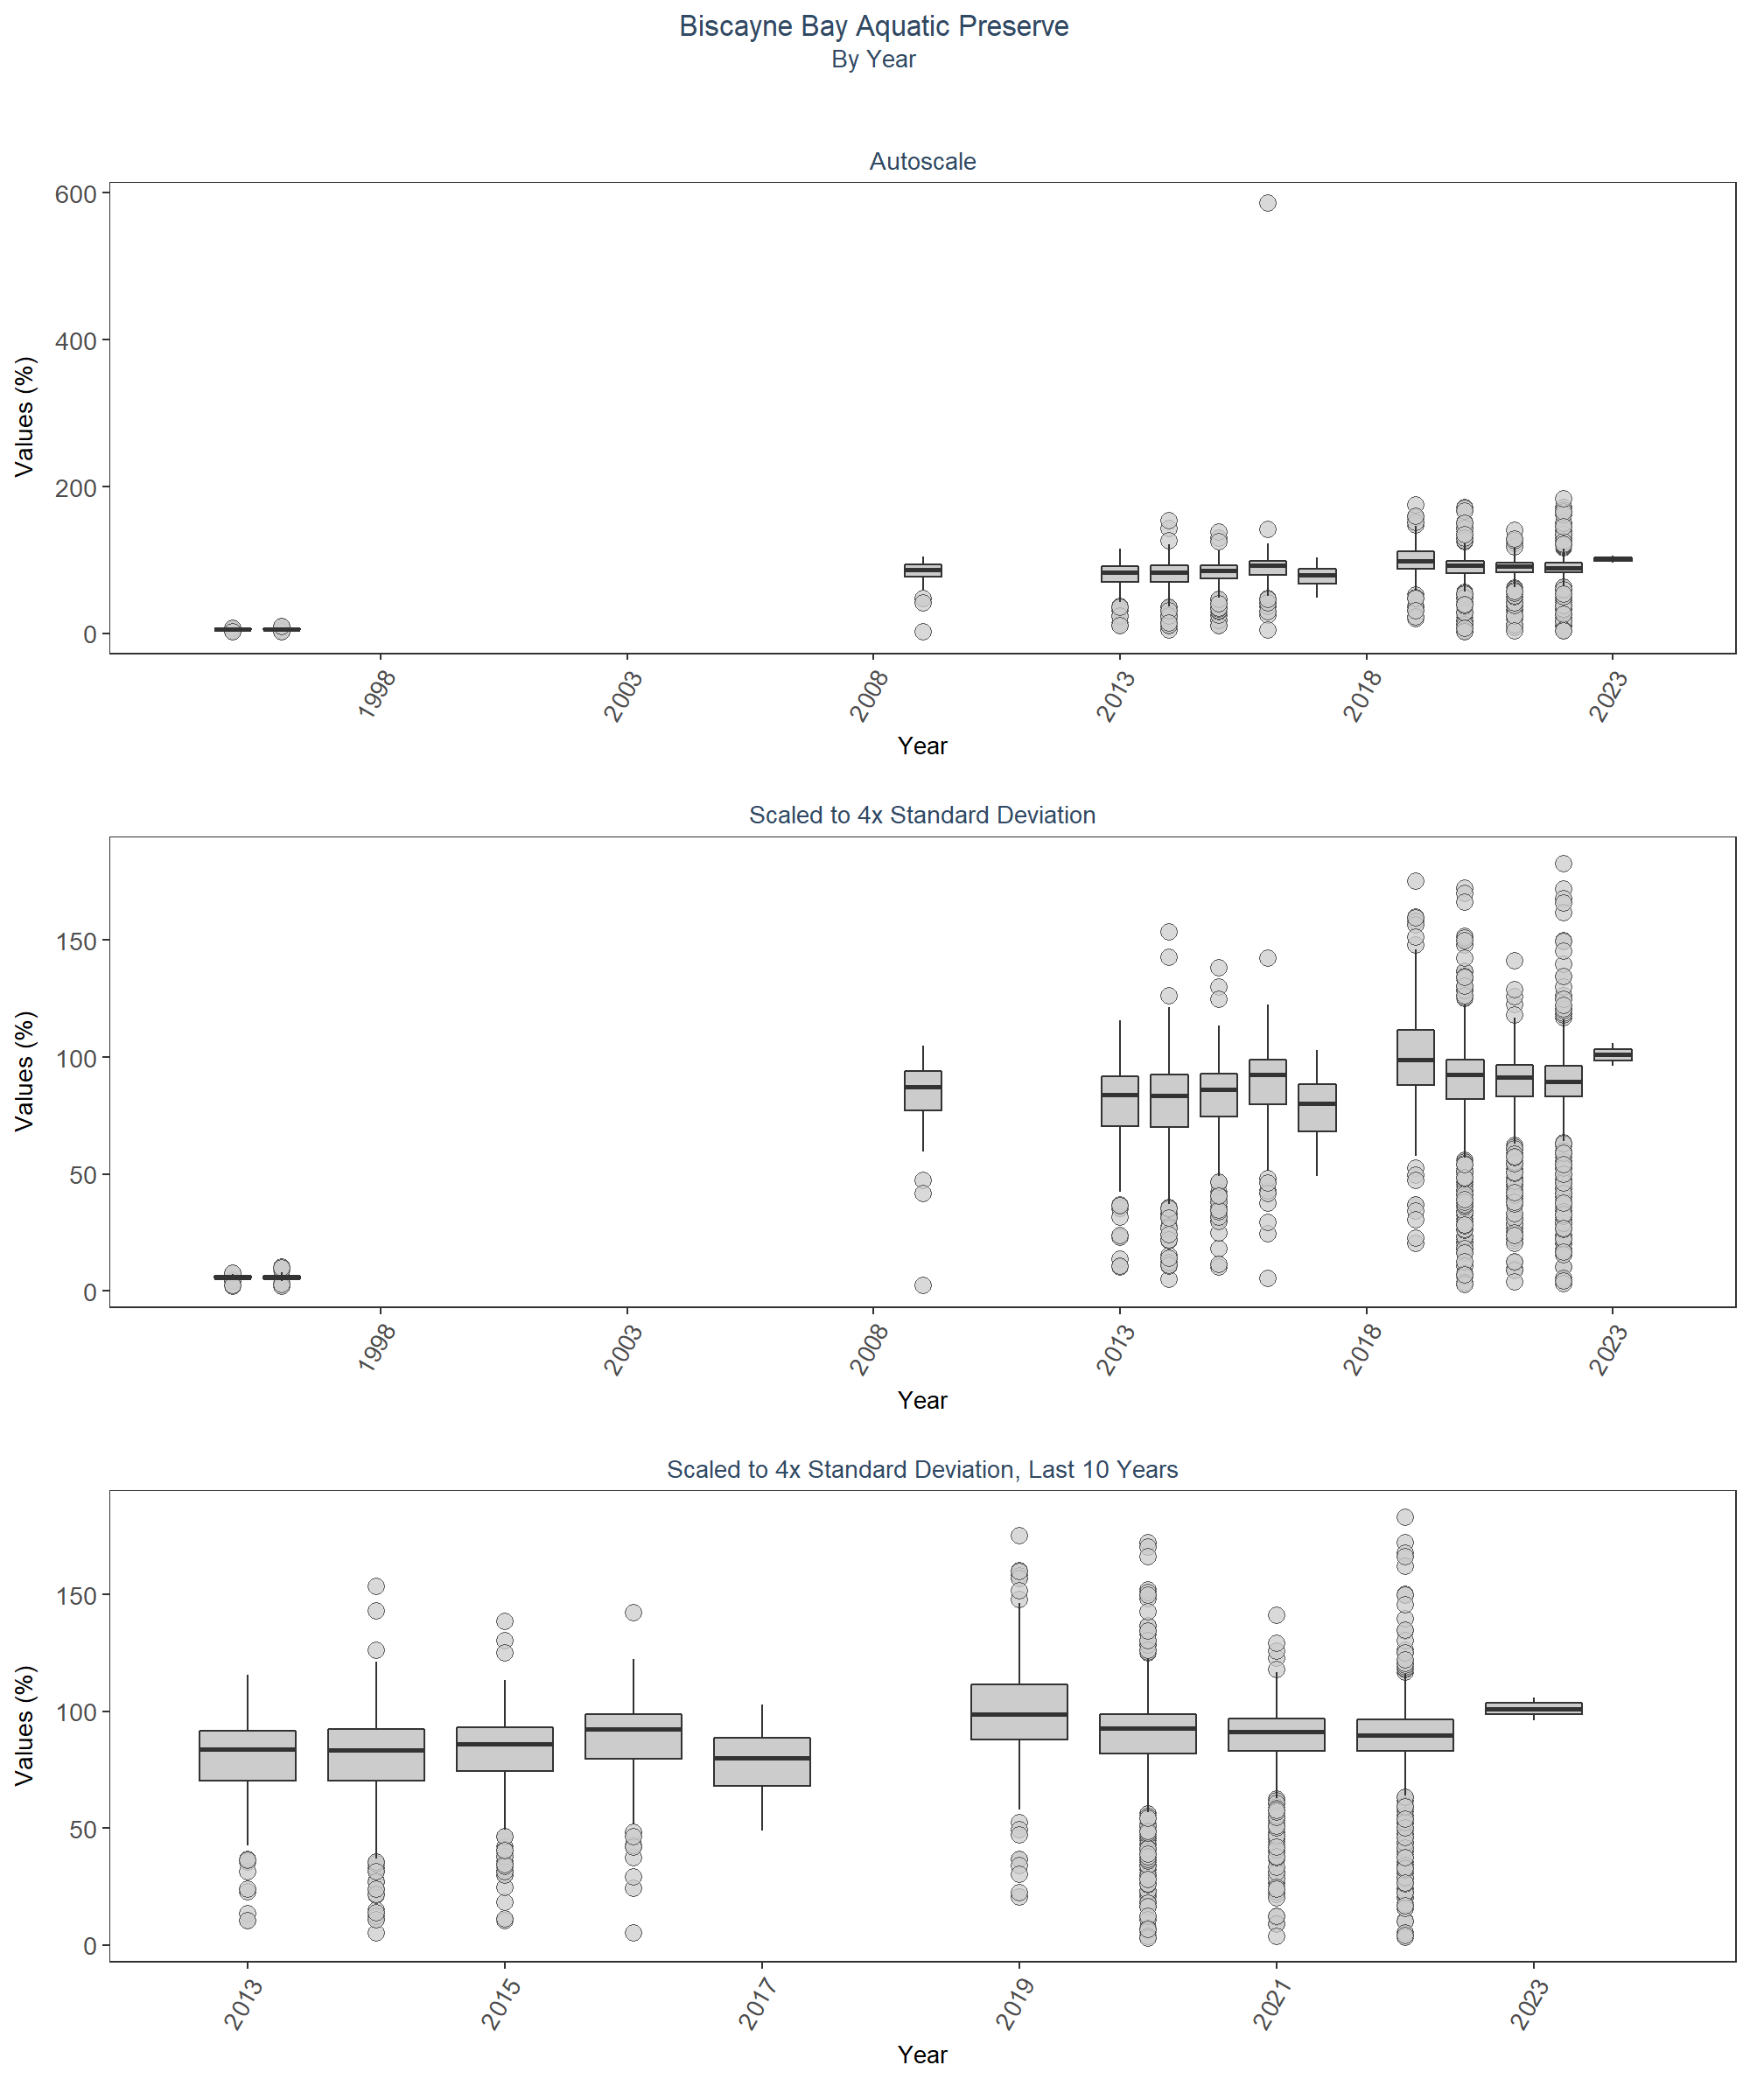 Biscayne Bay Aquatic Preserve
By Year
Autoscale
600
400
200
0
Values (%)
1998
2003
2008
2013
2018
2023
Year
Scaled to 4x Standard Deviation
150
100
50
0
Values (%)
1998
2003
2008
2013
2018
2023
Year
Scaled to 4x Standard Deviation, Last 10 Years
150
100
50
0
Values (%)
2013
2015
2017
2019
2021
2023
Year